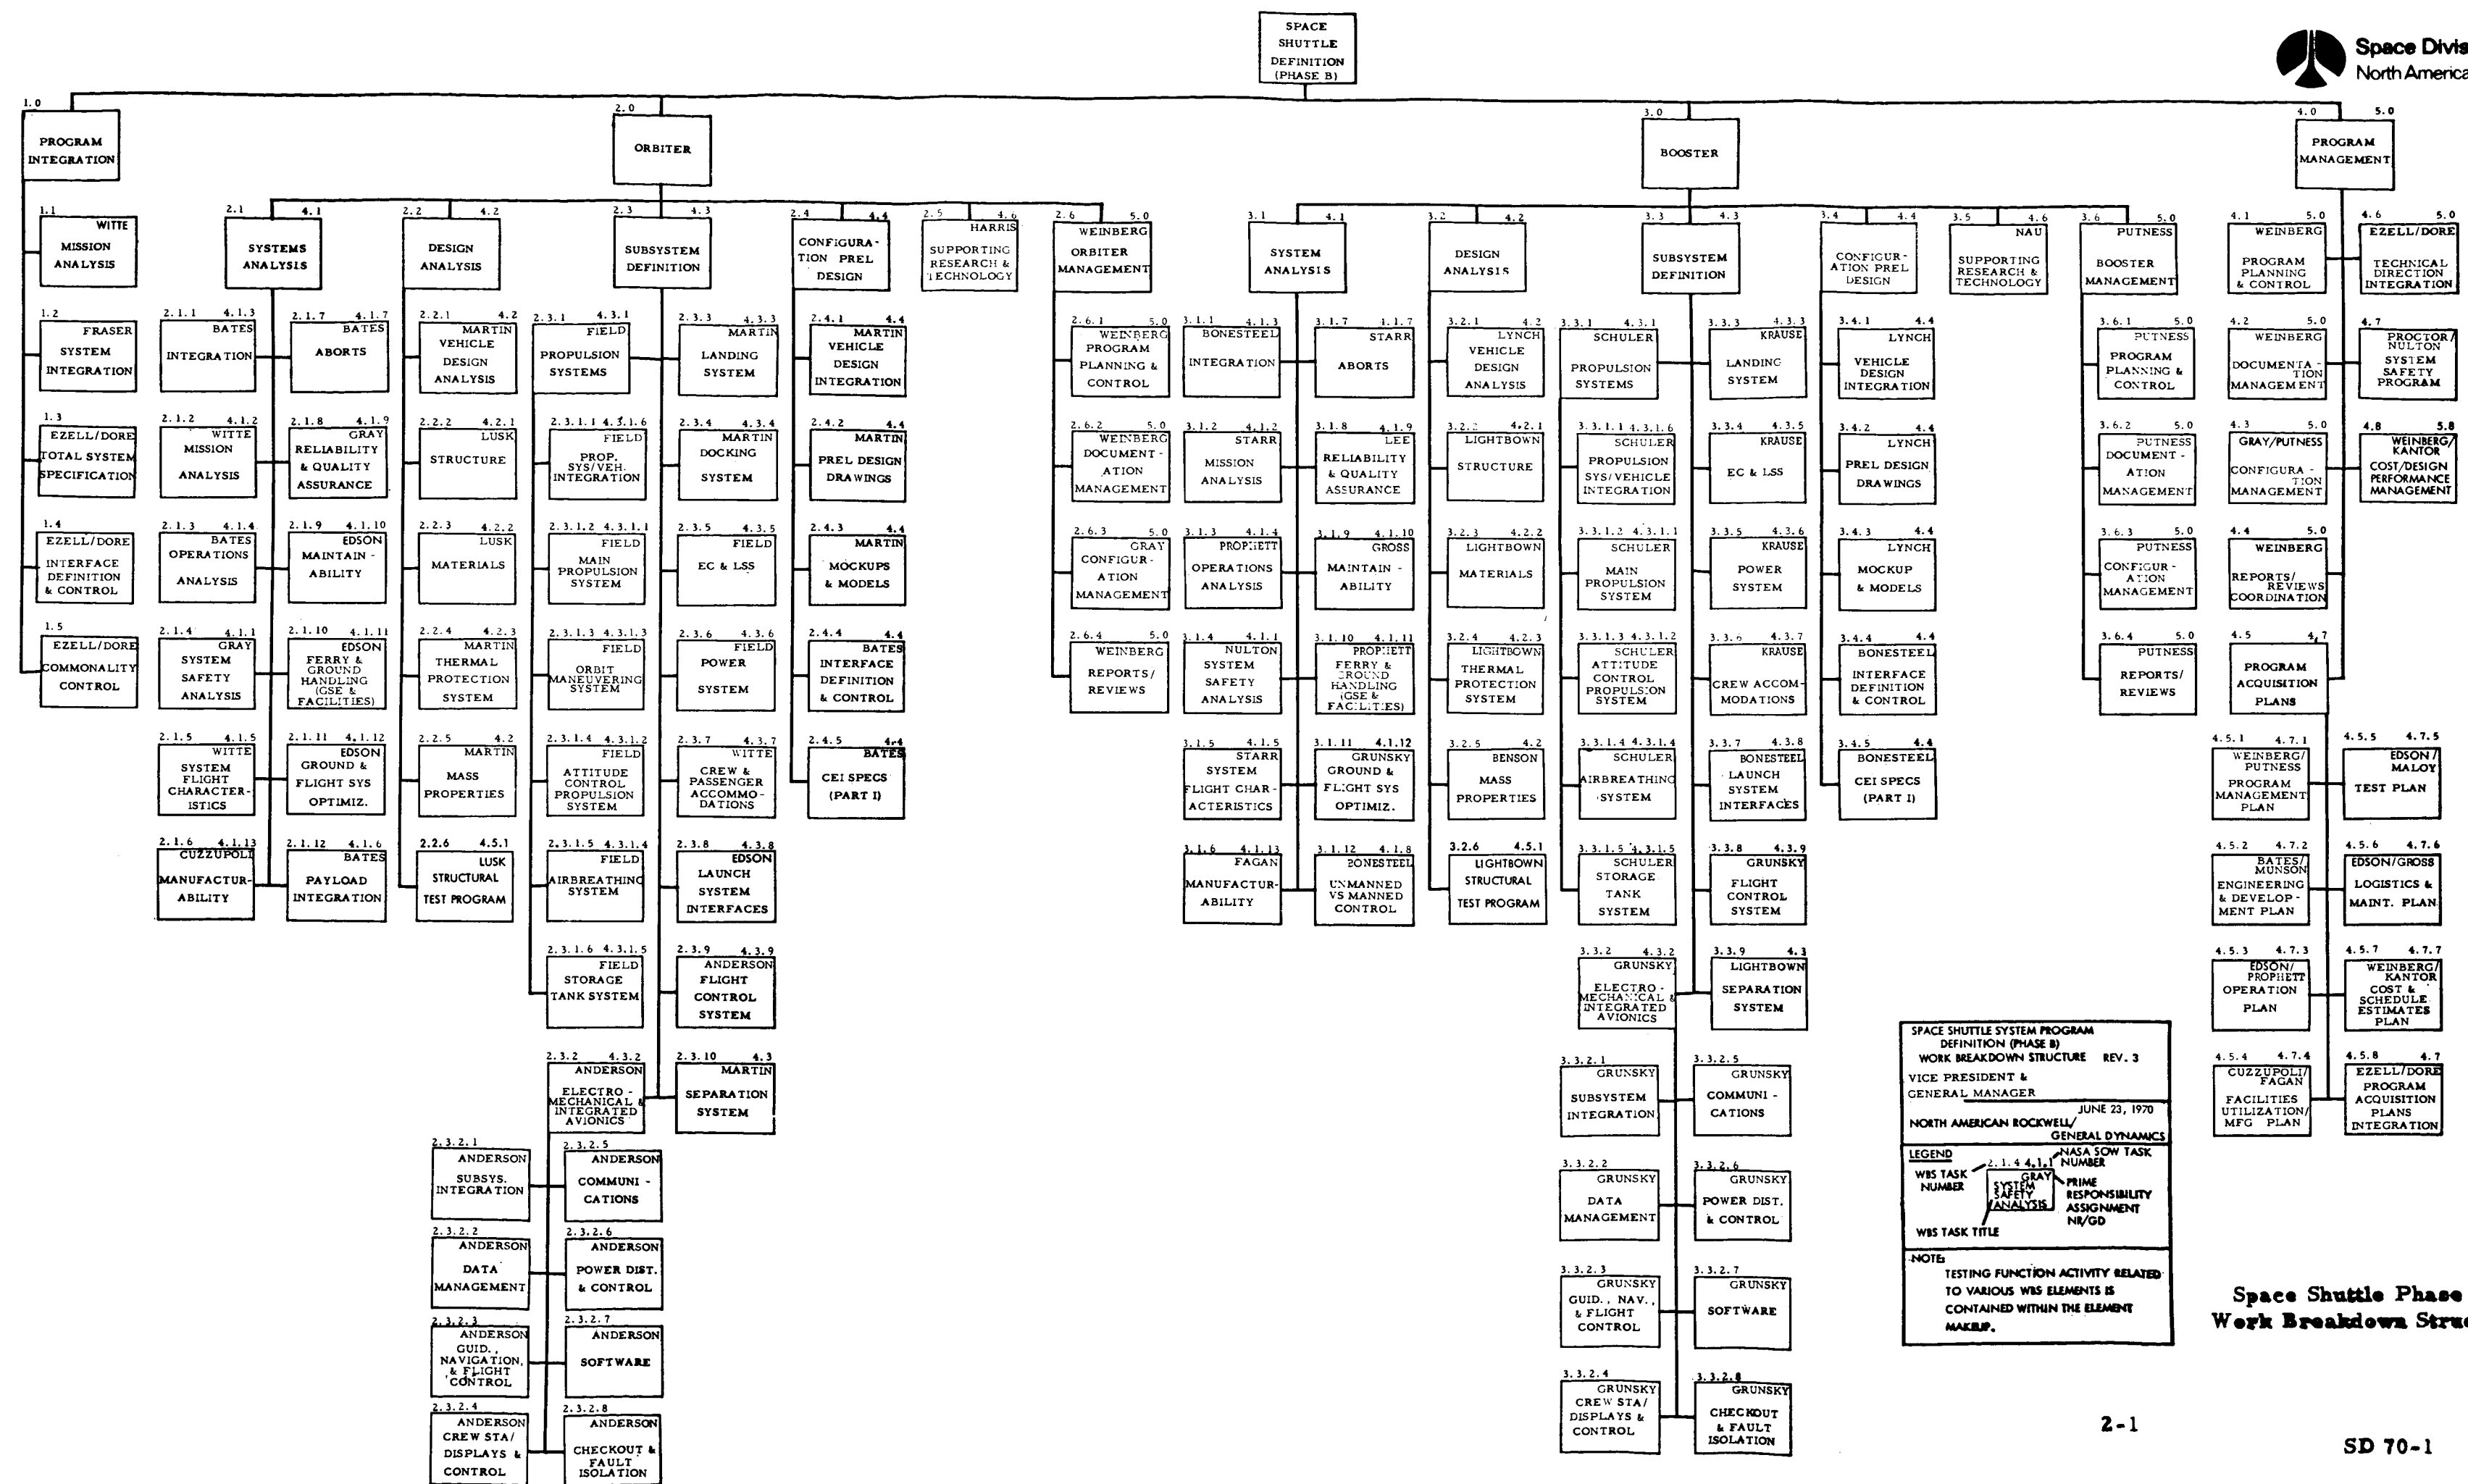 SPACE
SHUTTLE
DEFINITION
(PHASE B)
Space Divis
North America
1.0
PROGRAM
INTEGRATION
2.0
ORBITER
3.0
BOOSTER
4.0 5.0
PROGRAM
MANAGEMENT
1.1
WITTE
MISSION
ANALYSIS
1.2
FRASER
SYSTEM
INTEGRATION
1.3
EZELL/DORE
TOTAL SYSTEM
SPECIFICATION
1.4
EZELL/DORE
INTERFACE
DEFINITION
& CONTROL
1.5
EZELL/DORE
COMMONALITY
CONTROL
2.1 4.1
SYSTEMS
ANALYSIS
2.1.1 4.1.3
BATES
INTEGRATION
2.1.2 4.1.2
WITTE
MISSION
ANALYSIS
2.1.3 4.1.4
BATES
OPERATIONS
ANALYSIS
2.1.4 4.1.1
GRAY
SYSTEM
SAFETY
ANALYSIS
2.1.5 4.1.5
WITTE
SYSTEM
FLIGHT
CHARACTER-
ISTICS
2.1.6 4.1.13
CUZZUPOLI
MANUFACTUR-
ABILITY
2.1.7 4.1.7
BATES
ABORTS
2.1.8 4.1.9
GRAY
RELIABILITY
& QUALITY
ASSURANCE
2.1.9 4.1.10
EDSON
MAINTAIN -
ABILITY
2.1.10 4.1.11
EDSON
FERRY &
GROUND
HANDLING
(GSE &
FACILITIES)
2.1.11 4.1.12
EDSON
GROUND &
FLIGHT SYS
OPTIMIZ.
2.1.12 4.1.6
BATES
PAYLOAD
INTEGRATION
2.2 4.2
DESIGN
ANALYSIS
2.2.1 4.2
MARTIN
VEHICLE
DESIGN
ANALYSIS
2.2.2 4.2.1
LUSK
STRUCTURE
2.2.3 4.2.2
LUSK
MATERIALS
2.2.4 4.2.3
MARTIN
THERMAL
PROTECTION
SYSTEM
2.2.5 4.2
MARTIN
MASS
PROPERTIES
2.2.6 4.5.1
LUSK
STRUCTURAL
TEST PROGRAM
2.3 4.3
SUBSYSTEM
DEFINITION
2.3.1 4.3.1
FIELD
PROPULSION
SYSTEMS
2.3.1.1 4.3.1.6
FIELD
PROP.
SYS/VEH.
INTEGRATION
2.3.1.2 4.3.1.1
FIELD
MAIN
PROPULSION
SYSTEM
2.3.1.3 4.3.1.3
FIELD
ORBIT
MANEUVERING
SYSTEM
2.3.1.4 4.3.1.2
FIELD
ATTITUDE
CONTROL
PROPULSION
SYSTEM
2.3.1.5 4.3.1.4
FIELD
AIRBREATHING
SYSTEM
2.3.1.6 4.3.1.5
FIELD
STORAGE
TANK SYSTEM
2.3.2 4.3.2
ANDERSON
ELECTRO -
MECHANICAL &
INTEGRATED
AVIONICS
2.3.2.1
ANDERSON
SUBSYS.
INTEGRATION
2.3.2.2
ANDERSON
DATA
MANAGEMENT
2.3.2.3
ANDERSON
GUID.,
NAVIGATION,
& FLIGHT
CONTROL
2.3.2.4
ANDERSON
CREW STA/
DISPLAYS &
CONTROL
2.3.2.5
ANDERSON
COMMUNI -
CATIONS
2.3.2.6
ANDERSON
POWER DIST.
& CONTROL
2.3.2.7
ANDERSON
SOFTWARE
2.3.2.8
ANDERSON
CHECKOUT &
FAULT
ISOLATION
2.3.3 4.3.3
MARTIN
LANDING
SYSTEM
2.3.4 4.3.4
MARTIN
DOCKING
SYSTEM
2.3.5 4.3.5
FIELD
EC & LSS
2.3.6 4.3.6
FIELD
POWER
SYSTEM
2.3.7 4.3.7
WITTE
CREW &
PASSENGER
ACCOMMO -
DATIONS
2.3.8 4.3.8
EDSON
LAUNCH
SYSTEM
INTERFACES
2.3.9 4.3.9
ANDERSON
FLIGHT
CONTROL
SYSTEM
2.3.10 4.3
MARTIN
SEPARATION
SYSTEM
2.4 4.4
CONFIGURA -
TION PREL
DESIGN
2.4.1 4.4
MARTIN
VEHICLE
DESIGN
INTEGRATION
2.4.2 4.4
MARTIN
PREL DESIGN
DRAWINGS
2.4.3 4.4
MARTIN
MOCKUPS
& MODELS
2.4.4 4.4
BATES
INTERFACE
DEFINITION
& CONTROL
2.4.5 4.4
BATES
CEI SPECS
(PART I)
2.5 4.6
HARRIS
SUPPORTING
RESEARCH &
TECHNOLOGY
2.6 5.0
WEINBERG
ORBITER
MANAGEMENT
2.6.1 5.0
WEINBERG
PROGRAM
PLANNING &
CONTROL
2.6.2 5.0
WEINBERG
DOCUMENT -
ATION
MANAGEMENT
2.6.3 5.0
GRAY
CONFIGUR -
ATION
MANAGEMENT
2.6.4 5.0
WEINBERG
REPORTS/
REVIEWS
3.1 4.1
SYSTEM
ANALYSIS
3.1.1 4.1.3
BONESTEEL
INTEGRATION
3.1.2 4.1.2
STARR
MISSION
ANALYSIS
3.1.3 4.1.4
PROPHETT
OPERATIONS
ANALYSIS
3.1.4 4.1.1
NULTON
SYSTEM
SAFETY
ANALYSIS
3.1.5 4.1.5
STARR
SYSTEM
FLIGHT CHAR -
ACTERISTICS
3.1.6 4.1.13
FAGAN
MANUFACTUR-
ABILITY
3.1.7 4.1.7
STARR
ABORTS
3.1.8 4.1.9
LEE
RELIABILITY
& QUALITY
ASSURANCE
3.1.9 4.1.10
GROSS
MAINTAIN -
ABILITY
3.1.10 4.1.11
PROPHETT
FERRY &
GROUND
HANDLING
(GSE &
FACILITIES)
3.1.11 4.1.12
GRUNSKY
GROUND &
FLIGHT SYS
OPTIMIZ.
3.1.12 4.1.8
BONESTEEL
UNMANNED
VS MANNED
CONTROL
3.2 4.2
DESIGN
ANALYSIS
3.2.1 4.2
LYNCH
VEHICLE
DESIGN
ANALYSIS
3.2.2 4.2.1
LIGHTBOWN
STRUCTURE
3.2.3 4.2.2
LIGHTBOWN
MATERIALS
3.2.4 4.2.3
LIGHTBOWN
THERMAL
PROTECTION
SYSTEM
3.2.5 4.2
BENSON
MASS
PROPERTIES
3.2.6 4.5.1
LIGHTBOWN
STRUCTURAL
TEST PROGRAM
3.3 4.3
SUBSYSTEM
DEFINITION
3.3.1 4.3.1
SCHULER
PROPULSION
SYSTEMS
3.3.1.1 4.3.1.6
SCHULER
PROPULSION
SYS/VEHICLE
INTEGRATION
3.3.1.2 4.3.1.1
SCHULER
MAIN
PROPULSION
SYSTEM
3.3.1.3 4.3.1.2
SCHULER
ATTITUDE
CONTROL
PROPULSION
SYSTEM
3.3.1.4 4.3.1.4
SCHULER
AIRBREATHING
SYSTEM
3.3.1.5 4.3.1.5
SCHULER
STORAGE
TANK
SYSTEM
3.3.2 4.3.2
GRUNSKY
ELECTRO -
MECHANICAL &
INTEGRATED
AVIONICS
3.3.2.1
GRUNSKY
SUBSYSTEM
INTEGRATION
3.3.2.2
GRUNSKY
DATA
MANAGEMENT
3.3.2.3
GRUNSKY
GUID., NAV.,
& FLIGHT
CONTROL
3.3.2.4
GRUNSKY
CREW STA/
DISPLAYS &
CONTROL
3.3.2.5
GRUNSKY
COMMUNI -
CATIONS
3.3.2.6
GRUNSKY
POWER DIST.
& CONTROL
3.3.2.7
GRUNSKY
SOFTWARE
3.3.2.8
GRUNSKY
CHECKOUT
& FAULT
ISOLATION
3.3.3 4.3.3
KRAUSE
LANDING
SYSTEM
3.3.4 4.3.5
KRAUSE
EC & LSS
3.3.5 4.3.6
KRAUSE
POWER
SYSTEM
3.3.6 4.3.7
KRAUSE
CREW ACCOM-
MODATIONS
3.3.7 4.3.8
BONESTEEL
LAUNCH
SYSTEM
INTERFACES
3.3.8 4.3.9
GRUNSKY
FLIGHT
CONTROL
SYSTEM
3.3.9 4.3
LIGHTBOWN
SEPARATION
SYSTEM
3.4 4.4
CONFIGUR -
ATION PREL
DESIGN
3.4.1 4.4
LYNCH
VEHICLE
DESIGN
INTEGRATION
3.4.2 4.4
LYNCH
PREL DESIGN
DRAWINGS
3.4.3 4.4
LYNCH
MOCKUP
& MODELS
3.4.4 4.4
BONESTEEL
INTERFACE
DEFINITION
& CONTROL
3.4.5 4.4
BONESTEEL
CEI SPECS
(PART I)
3.5 4.6
NAU
SUPPORTING
RESEARCH &
TECHNOLOGY
3.6 5.0
PUTNESS
BOOSTER
MANAGEMENT
3.6.1 5.0
PUTNESS
PROGRAM
PLANNING &
CONTROL
3.6.2 5.0
PUTNESS
DOCUMENT -
ATION
MANAGEMENT
3.6.3 5.0
PUTNESS
CONFIGUR -
ATION
MANAGEMENT
3.6.4 5.0
PUTNESS
REPORTS/
REVIEWS
4.1 5.0
WEINBERG
PROGRAM
PLANNING
& CONTROL
4.2 5.0
WEINBERG
DOCUMENTA -
TION
MANAGEMENT
4.3 5.0
GRAY/PUTNESS
CONFIGURA -
TION
MANAGEMENT
4.4 5.0
WEINBERG
REPORTS/
REVIEWS
COORDINATION
4.5 4.7
PROGRAM
ACQUISITION
PLANS
4.6 5.0
EZELL/DORE
TECHNICAL
DIRECTION
INTEGRATION
4.7
PROCTOR/
NULTON
SYSTEM
SAFETY
PROGRAM
4.8 5.8
WEINBERG/
KANTOR
COST/DESIGN
PERFORMANCE
MANAGEMENT
4.5.1 4.7.1
WEINBERG/
PUTNESS
PROGRAM
MANAGEMENT
PLAN
4.5.2 4.7.2
BATES/
MUNSON
ENGINEERING
& DEVELOP -
MENT PLAN
4.5.3 4.7.3
EDSON/
PROPHETT
OPERATION
PLAN
4.5.4 4.7.4
CUZZUPOLI/
FAGAN
FACILITIES
UTILIZATION/
MFG PLAN
4.5.5 4.7.5
EDSON /
MALOY
TEST PLAN
4.5.6 4.7.6
EDSON/GROSS
LOGISTICS &
MAINT. PLAN
4.5.7 4.7.7
WEINBERG/
KANTOR
COST &
SCHEDULE
ESTIMATES
PLAN
4.5.8 4.7
EZELL/DORE
PROGRAM
ACQUISITION
PLANS
INTEGRATION
SPACE SHUTTLE SYSTEM PROGRAM
DEFINITION (PHASE B)
WORK BREAKDOWN STRUCTURE REV. 3
VICE PRESIDENT &
GENERAL MANAGER
JUNE 23, 1970
NORTH AMERICAN ROCKWELL/
GENERAL DYNAMICS
LEGEND
NASA SOW TASK
NUMBER
WBS TASK
NUMBER
2.1.4 4.1.1
GRAY
SYSTEM
SAFETY
ANALYSIS
PRIME
RESPONSIBILITY
ASSIGNMENT
NR/GD
WBS TASK TITLE
NOTE:
TESTING FUNCTION ACTIVITY RELATED
TO VARIOUS WBS ELEMENTS IS
CONTAINED WITHIN THE ELEMENT
MAKEUP.
Space Shuttle Phase
Work Breakdown Struc
2-1
SD 70-1